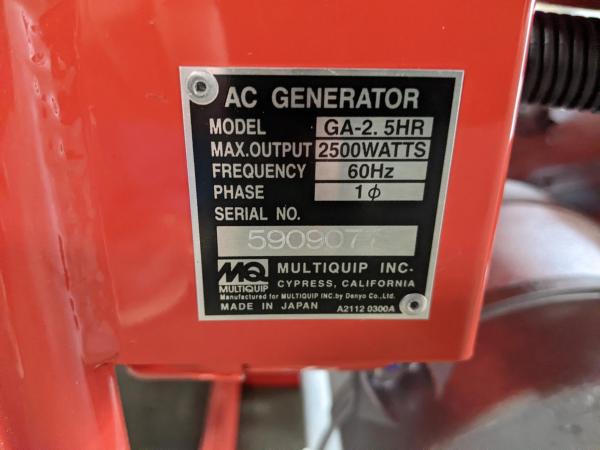 AC GENERATOR
MODEL GA-2.5HR
MAX.OUTPUT 2500WATTS
FREQUENCY 60Hz
PHASE 1ϕ
SERIAL NO.
5909077
MQ MULTIQUIP INC.
MULTIQUIP CYPRESS, CALIFORNIA
Manufactured for MULTIQUIP INC.by Denyo Co.,Ltd.
MADE IN JAPAN A2112 0300A